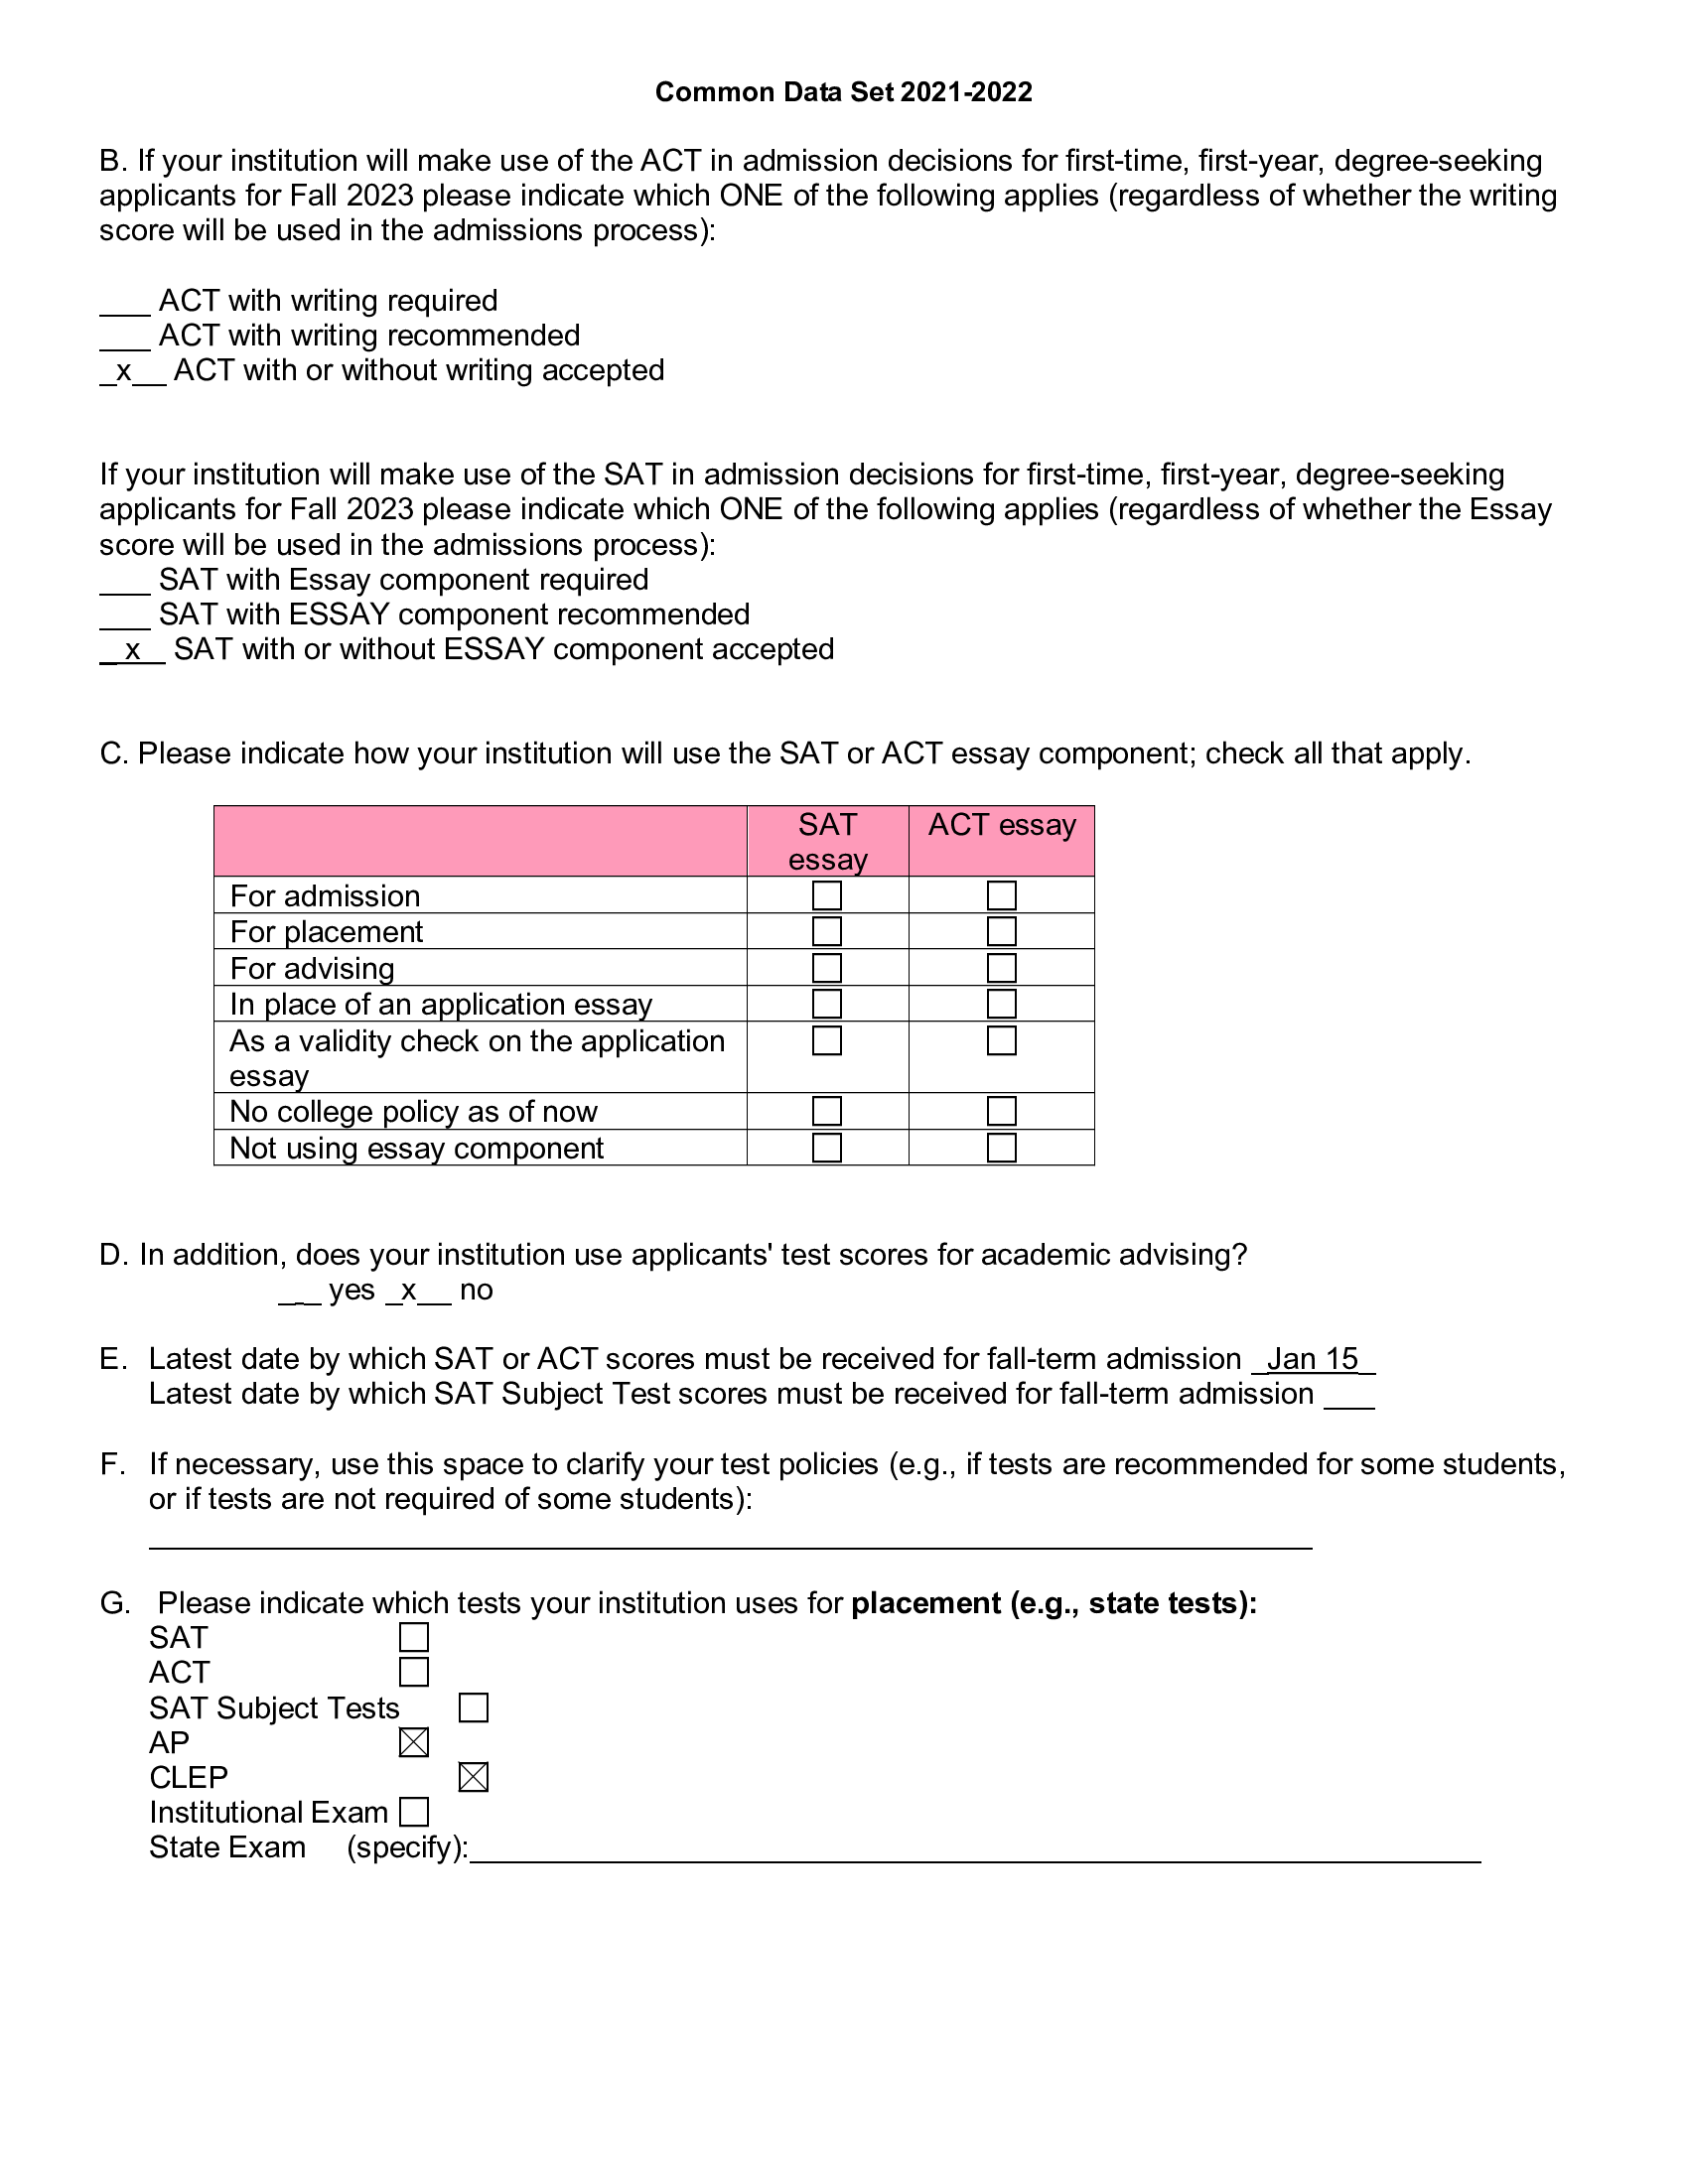 Common Data Set 2021-2022
B. If your institution will make use of the ACT in admission decisions for first-time, first-year, degree-seeking
applicants for Fall 2023 please indicate which ONE of the following applies (regardless of whether the writing
score will be used in the admissions process):
___ ACT with writing required
___ ACT with writing recommended
_x__ ACT with or without writing accepted
If your institution will make use of the SAT in admission decisions for first-time, first-year, degree-seeking
applicants for Fall 2023 please indicate which ONE of the following applies (regardless of whether the Essay
score will be used in the admissions process):
___ SAT with Essay component required
___ SAT with ESSAY component recommended
_ x__ SAT with or without ESSAY component accepted
C. Please indicate how your institution will use the SAT or ACT essay component; check all that apply.
SAT essay ACT essay
For admission ☐ ☐
For placement ☐ ☐
For advising ☐ ☐
In place of an application essay ☐ ☐
As a validity check on the application
essay ☐ ☐
No college policy as of now ☐ ☐
Not using essay component ☐ ☐
D. In addition, does your institution use applicants' test scores for academic advising?
___ yes _x__ no
E. Latest date by which SAT or ACT scores must be received for fall-term admission _Jan 15_
Latest date by which SAT Subject Test scores must be received for fall-term admission ___
F. If necessary, use this space to clarify your test policies (e.g., if tests are recommended for some students,
or if tests are not required of some students):
G. Please indicate which tests your institution uses for placement (e.g., state tests):
SAT ☐
ACT ☐
SAT Subject Tests ☐
AP ☒
CLEP ☒
Institutional Exam ☐
State Exam (specify):